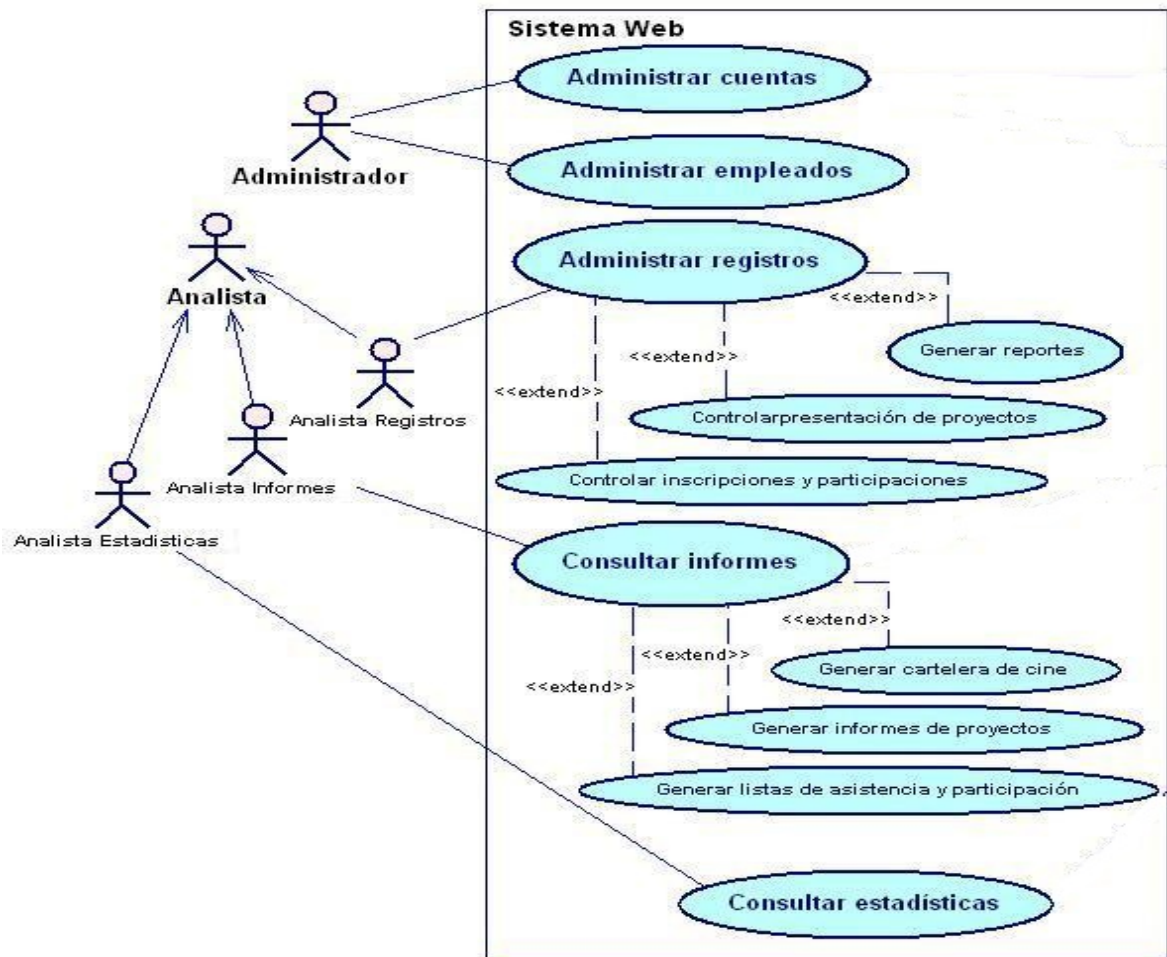 Sistema Web
Administrar cuentas
Administrador
Administrar empleados
Analista
Administrar registros
<<extend>>
Generar reportes
<<extend>>
<<extend>>
Analista Registros
Controlarpresentación de proyectos
Analista Informes
Controlar inscripciones y participaciones
Analista Estadisticas
Consultar informes
<<extend>>
<<extend>>
Generar cartelera de cine
<<extend>>
Generar informes de proyectos
Generar listas de asistencia y participación
Consultar estadísticas